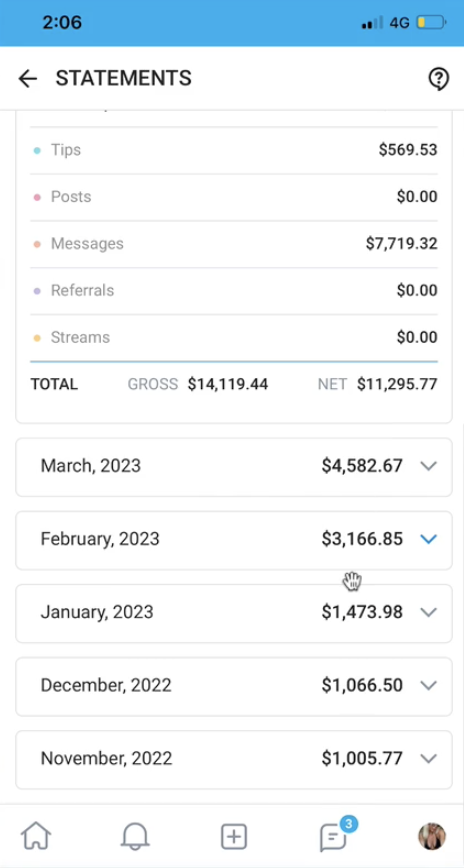 2:06 4G
STATEMENTS
Tips $569.53
Posts $0.00
Messages $7,719.32
Referrals $0.00
Streams $0.00
TOTAL GROSS $14,119.44 NET $11,295.77
March, 2023 $4,582.67
February, 2023 $3,166.85
January, 2023 $1,473.98
December, 2022 $1,066.50
November, 2022 $1,005.77
3